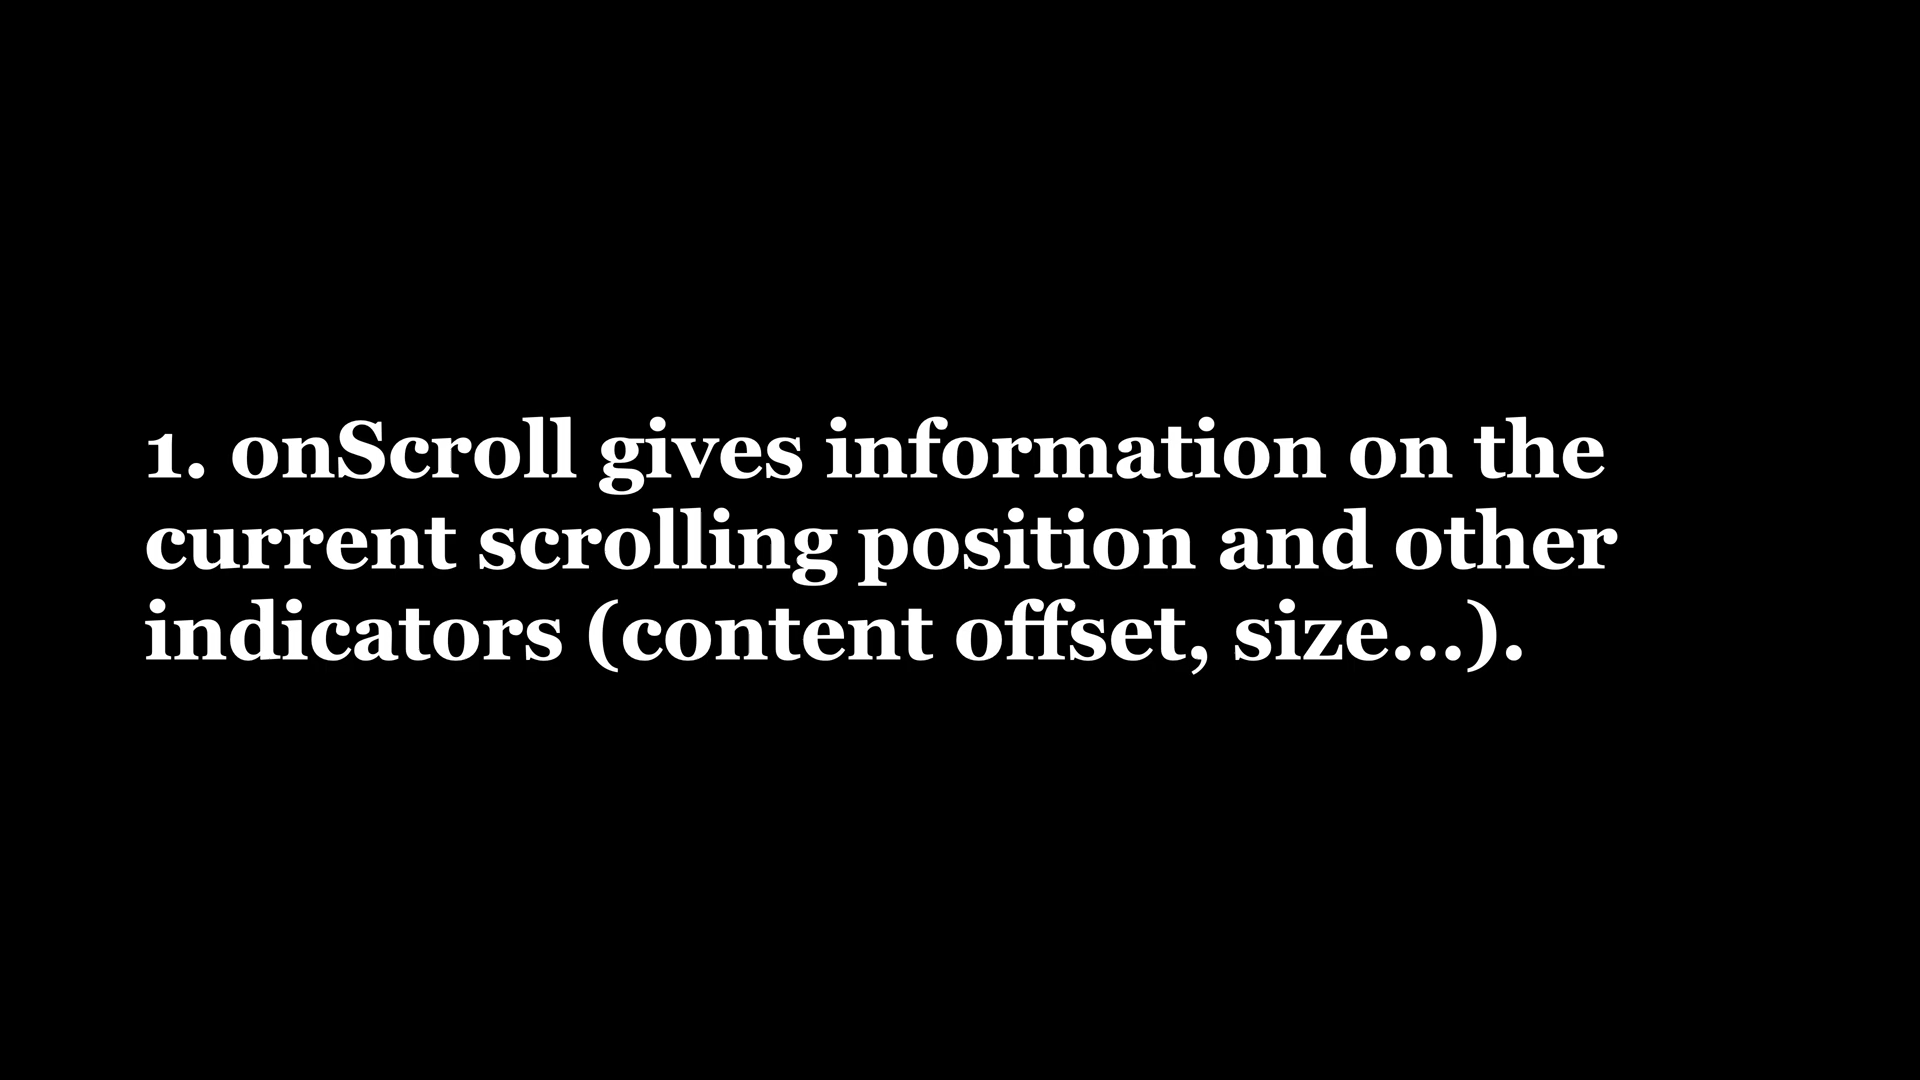 1. onScroll gives information on the
current scrolling position and other
indicators (content offset, size…).